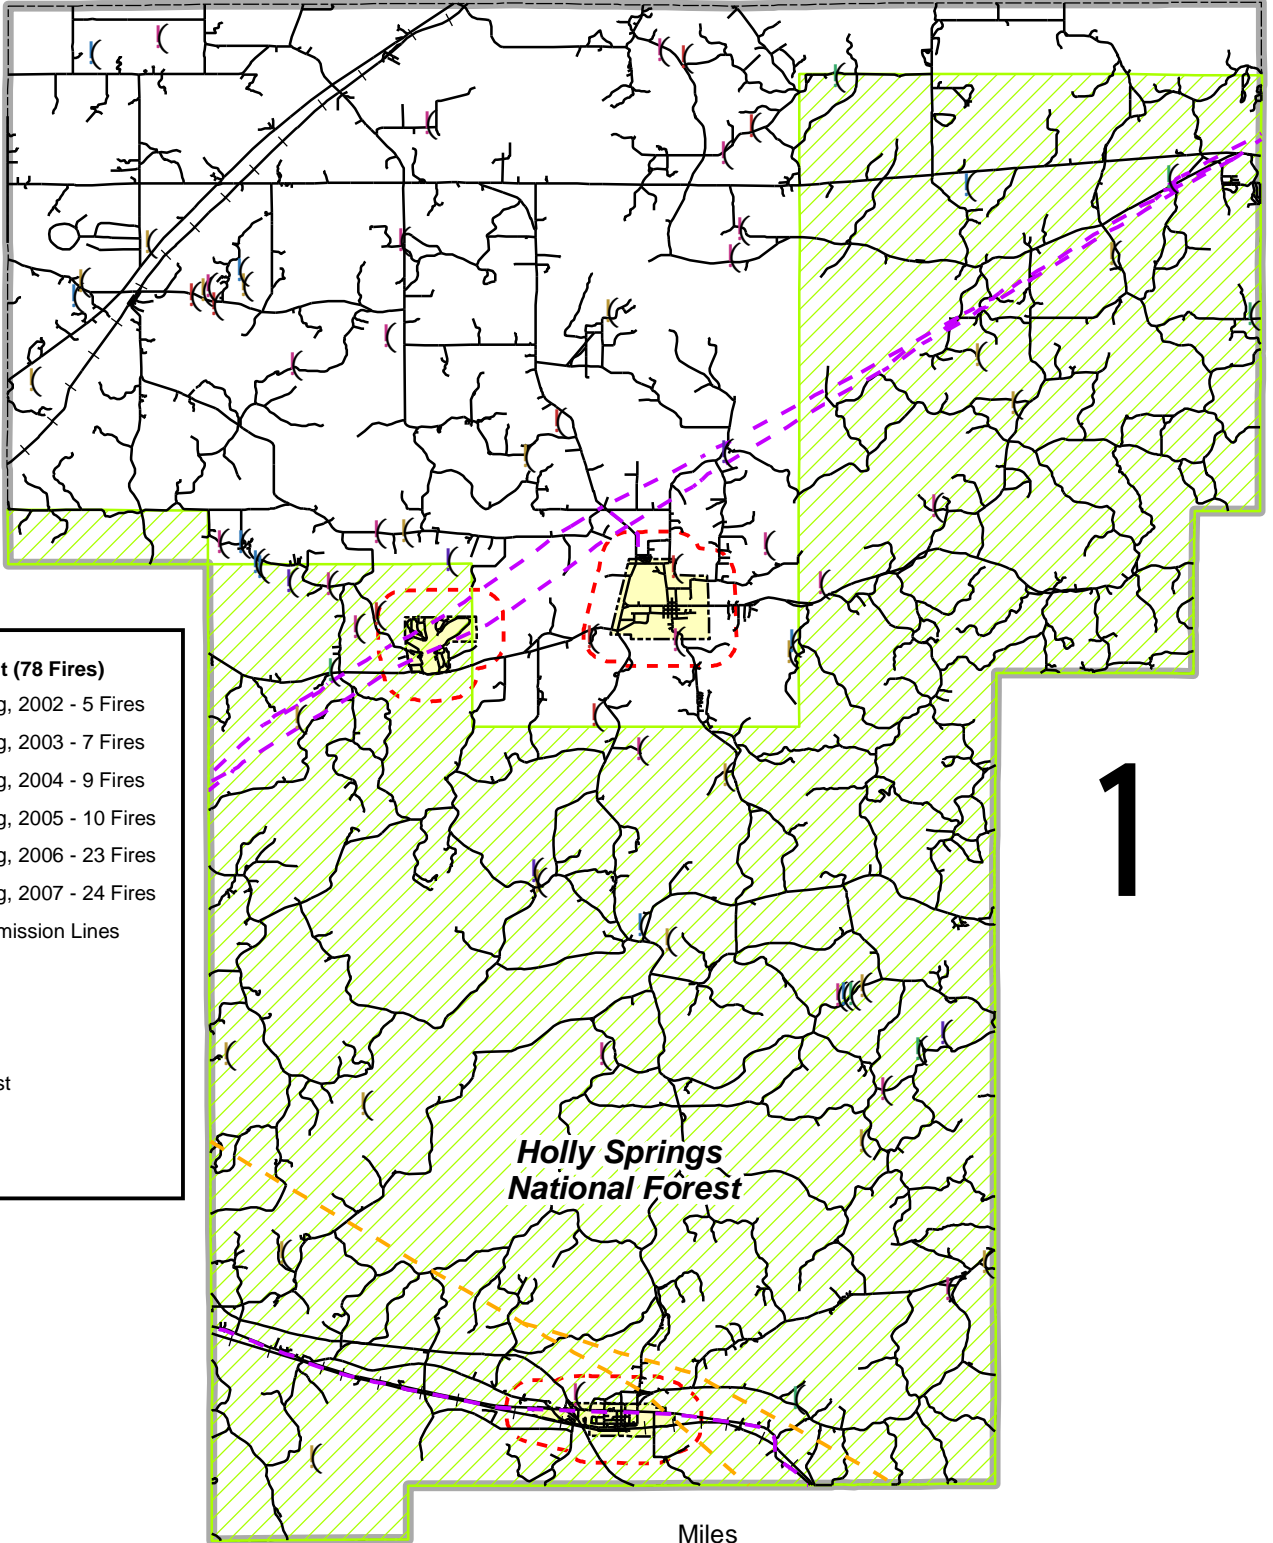 t (78 Fires)
g, 2002 - 5 Fires
g, 2003 - 7 Fires
g, 2004 - 9 Fires
g, 2005 - 10 Fires
g, 2006 - 23 Fires
g, 2007 - 24 Fires
mission Lines
st
1
Holly Springs
National Forest
Miles